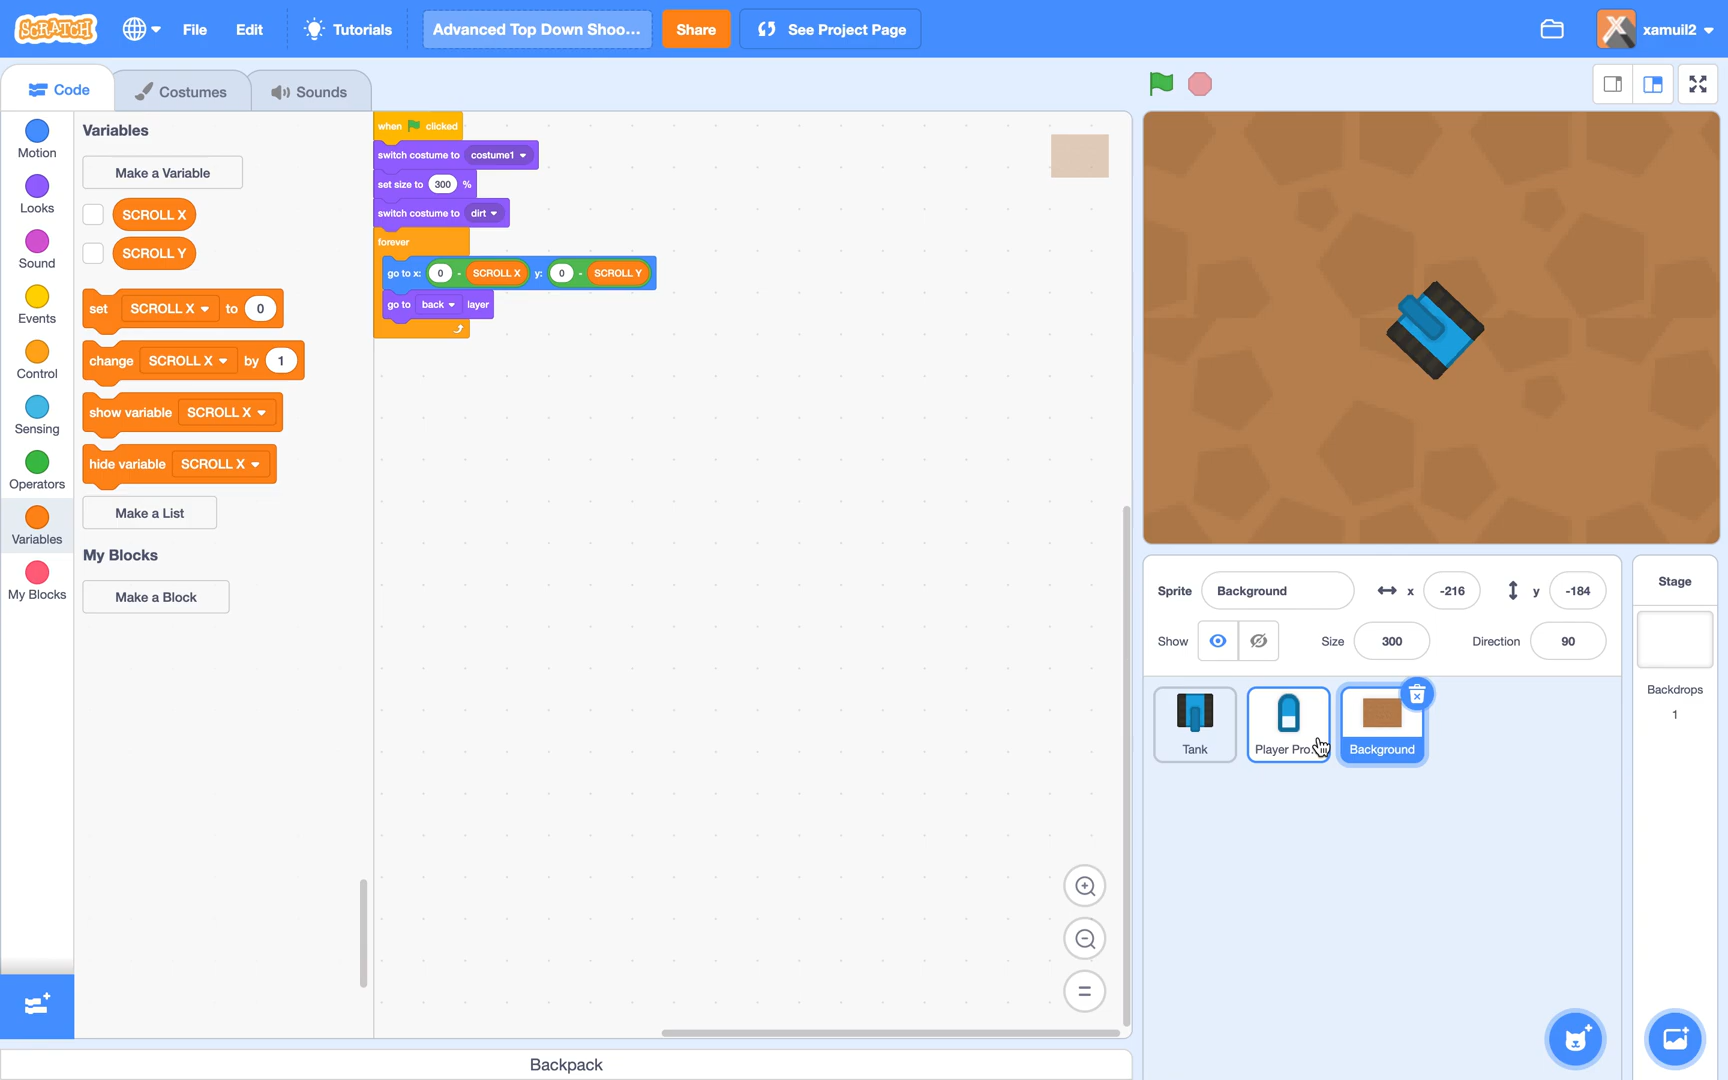 SCRATCH
File
Edit
Tutorials
Advanced Top Down Shoo...
Share
See Project Page
xamuil2
Code
Costumes
Sounds
Motion
Looks
Sound
Events
Control
Sensing
Operators
Variables
My Blocks
Variables
Make a Variable
SCROLL X
SCROLL Y
set SCROLL X to 0
change SCROLL X by 1
show variable SCROLL X
hide variable SCROLL X
Make a List
My Blocks
Make a Block
when clicked
switch costume to costume1
set size to 300 %
switch costume to dirt
forever
go to x: 0 - SCROLL X y: 0 - SCROLL Y
go to back layer
Sprite Background x -216 y -184
Show Size 300 Direction 90
Tank
Player Pro...
Background
Stage
Backdrops
1
Backpack